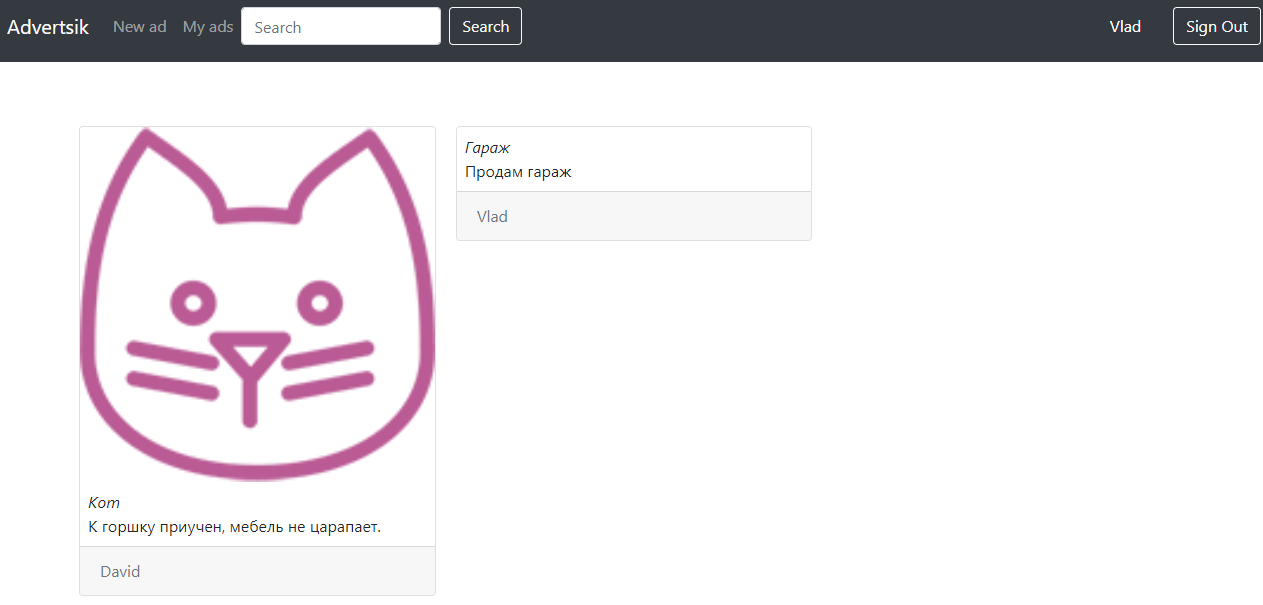 Advertsik New ad My ads Search Search Vlad Sign Out
Кот
К горшку приучен, мебель не царапает.
David
Гараж
Продам гараж
Vlad